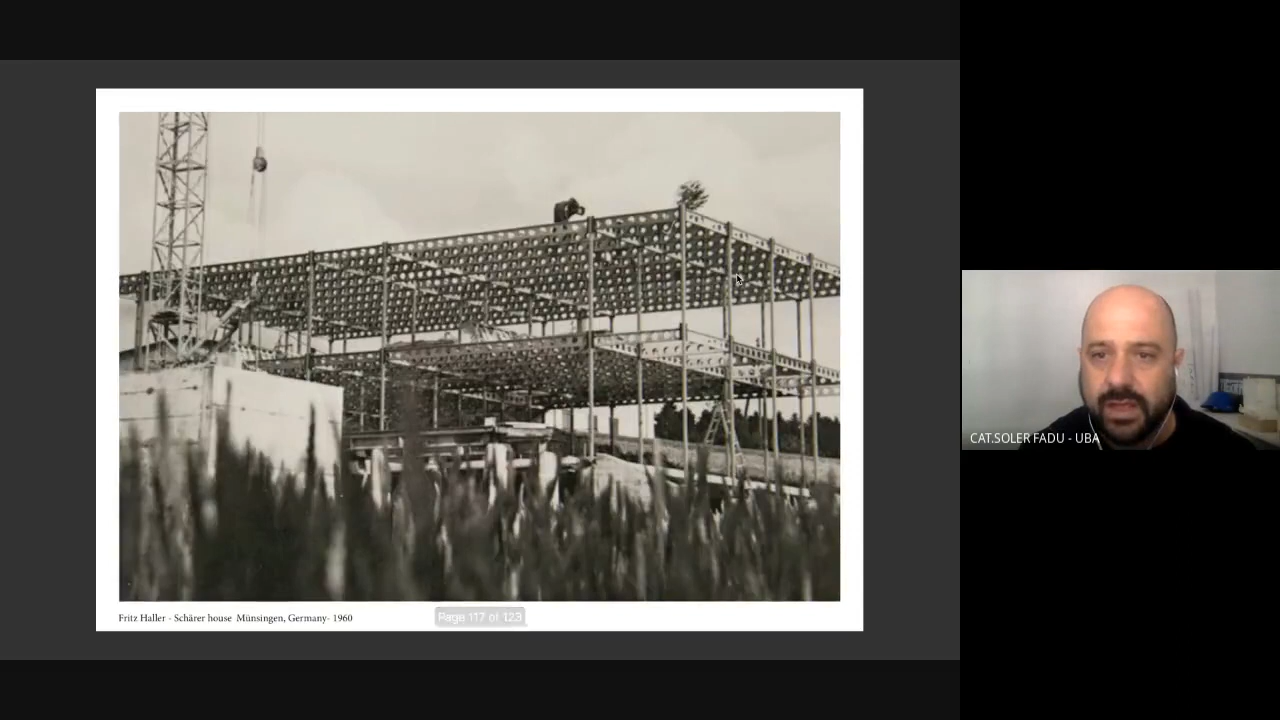 Fritz Haller - Schärer house Münsingen, Germany- 1960
Page 117 of 123
CAT.SOLER FADU - UBA